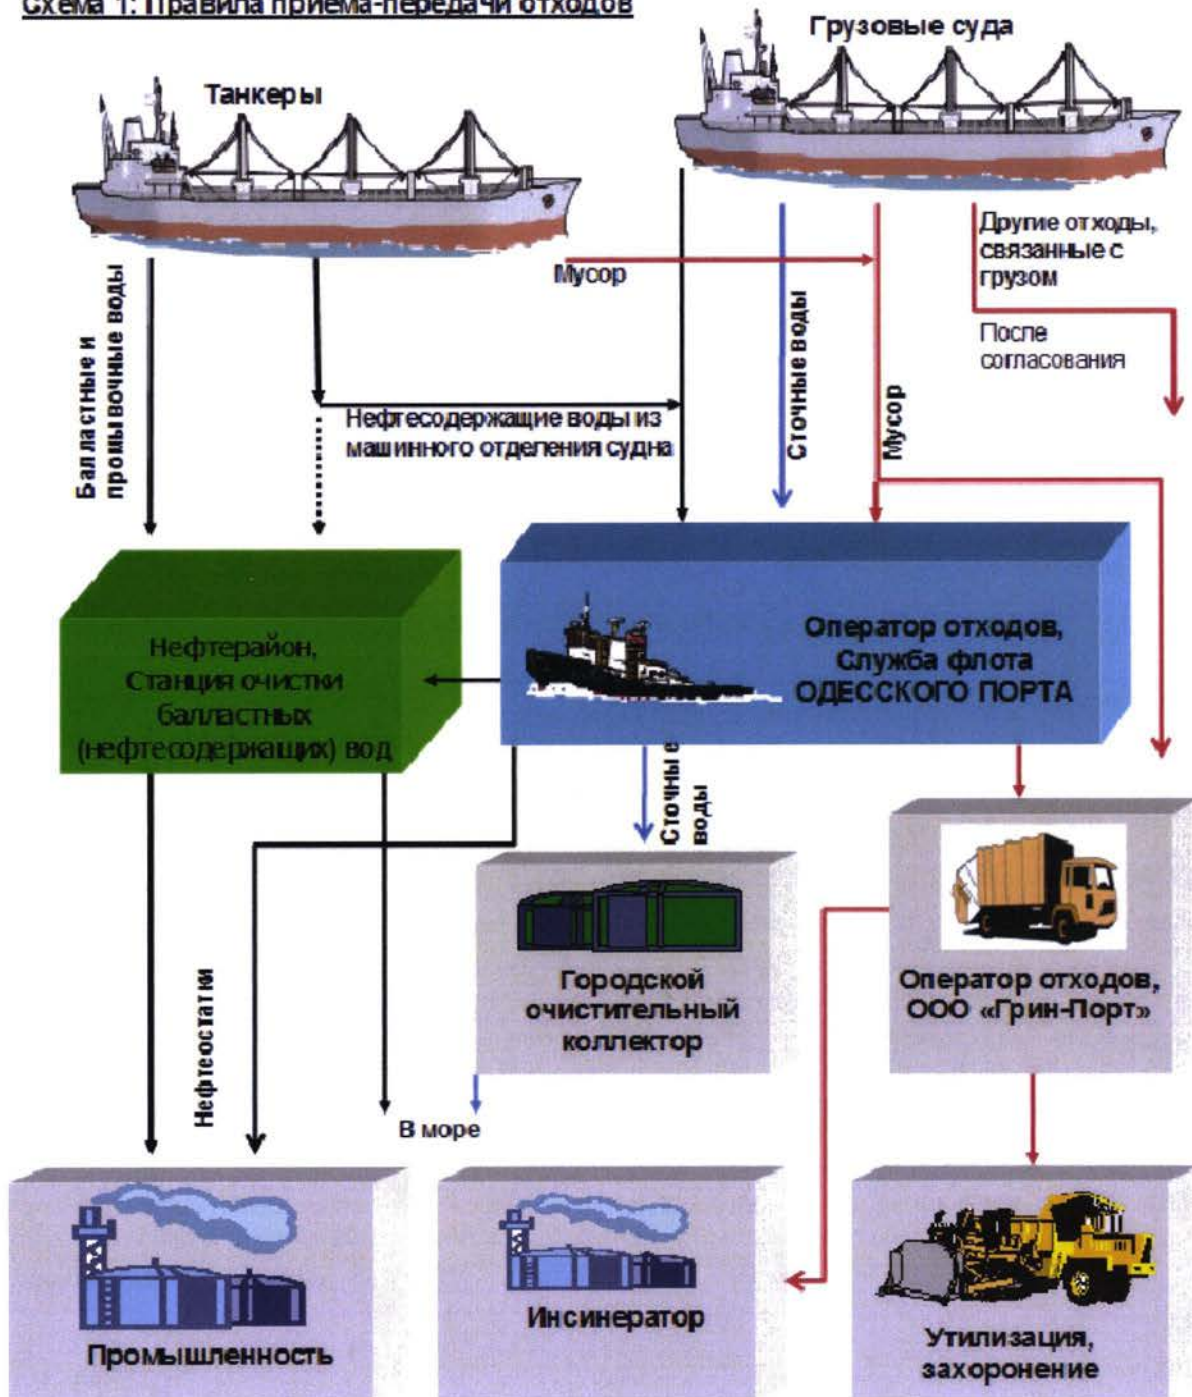 Схема 1: Правила приема-передачи отходов
Грузовые суда
Танкеры
Другие отходы,
связанные с
грузом
Мусор
После
согласования
Балластные и
промывочные воды
Нефтесодержащие воды из
машинного отделения судна
Сточные воды
Мусор
Нефтерайон,
Станция очистки
балластных
(нефтесодержащих) вод
Оператор отходов,
Служба флота
ОДЕССКОГО ПОРТА
Сточные
воды
Городской
очистительный
коллектор
Оператор отходов,
ООО «Грин-Порт»
Нефтеостатки
В море
Промышленность
Инсинератор
Утилизация,
захоронение